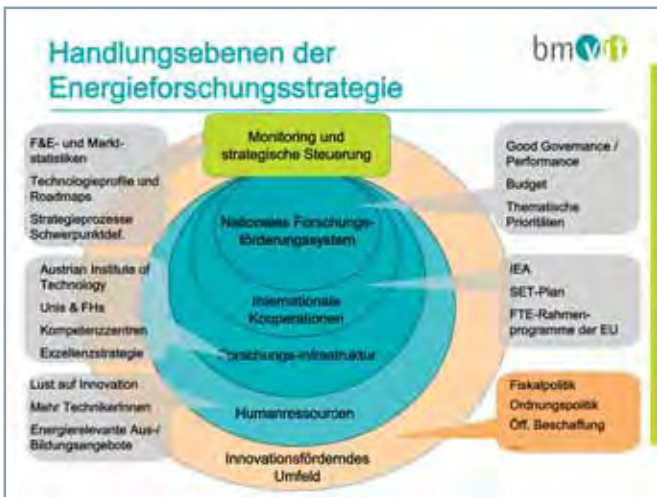 Handlungsebenen der
Energieforschungsstrategie
bmvit
F&E- und Markt-
statistiken
Technologieprofile und
Roadmaps
Strategieprozesse
Schwerpunktdef.
Monitoring und
strategische Steuerung
Good Governance /
Performance
Budget
Thematische
Prioritäten
Nationales Forschungs-
förderungssystem
Austrian Institute of
Technology
Unis & FHs
Kompetenzzentren
Exzellenzstrategie
Internationale
Kooperationen
IEA
SET-Plan
FTE-Rahmen-
programme der EU
Forschungs-infrastruktur
Lust auf Innovation
Mehr TechnikerInnen
Energierelevante Aus-/
Bildungsangebote
Humanressourcen
Fiskalpolitik
Ordnungspolitik
Öff. Beschaffung
...
Innovationsförderndes
Umfeld